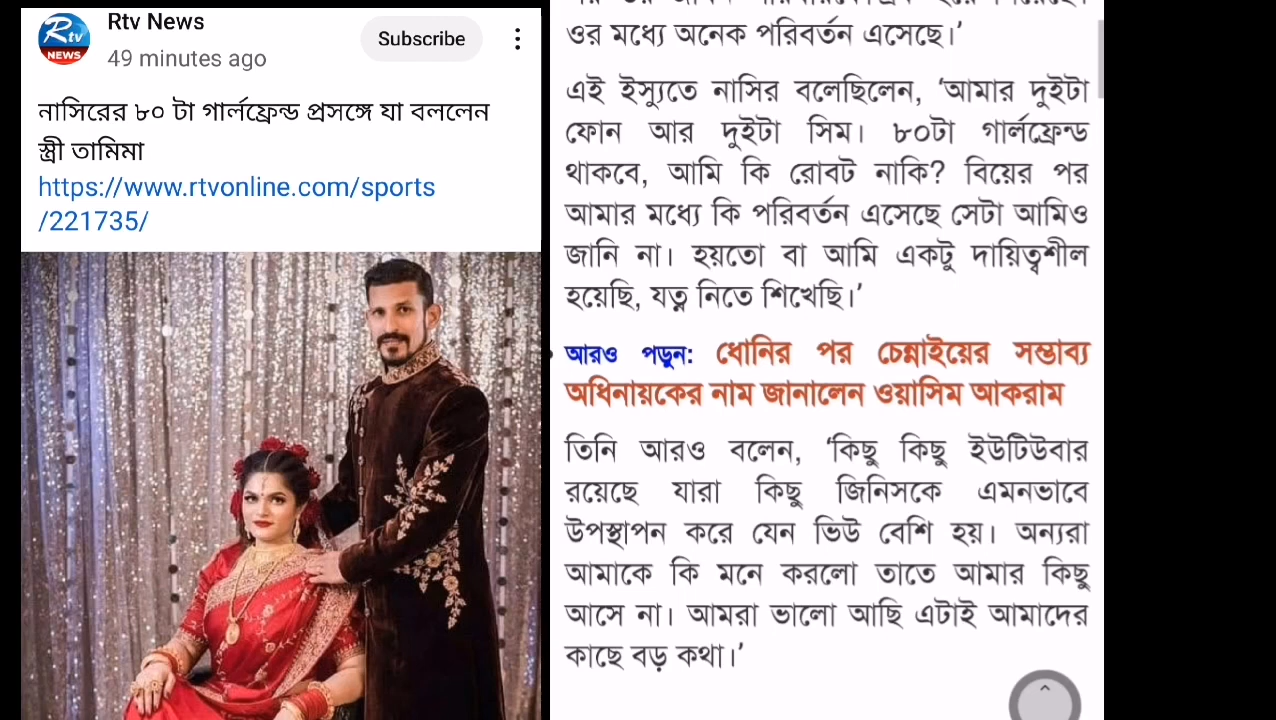 Rtv
NEWS
Rtv News
49 minutes ago
Subscribe
নাসিরের ৮০ টা গার্লফ্রেন্ড প্রসঙ্গে যা বললেন
স্ত্রী তামিমা
https://www.rtvonline.com/sports
/221735/
ওর মধ্যে অনেক পরিবর্তন এসেছে।’
এই ইস্যুতে নাসির বলেছিলেন, ‘আমার দুইটা
ফোন আর দুইটা সিম। ৮০টা গার্লফ্রেন্ড
থাকবে, আমি কি রোবট নাকি? বিয়ের পর
আমার মধ্যে কি পরিবর্তন এসেছে সেটা আমিও
জানি না। হয়তো বা আমি একটু দায়িত্বশীল
হয়েছি, যত্ন নিতে শিখেছি।’
আরও পড়ুন: ধোনির পর চেন্নাইয়ের সম্ভাব্য
অধিনায়কের নাম জানালেন ওয়াসিম আকরাম
তিনি আরও বলেন, ‘কিছু কিছু ইউটিউবার
রয়েছে যারা কিছু জিনিসকে এমনভাবে
উপস্থাপন করে যেন ভিউ বেশি হয়। অন্যরা
আমাকে কি মনে করলো তাতে আমার কিছু
আসে না। আমরা ভালো আছি এটাই আমাদের
কাছে বড় কথা।’